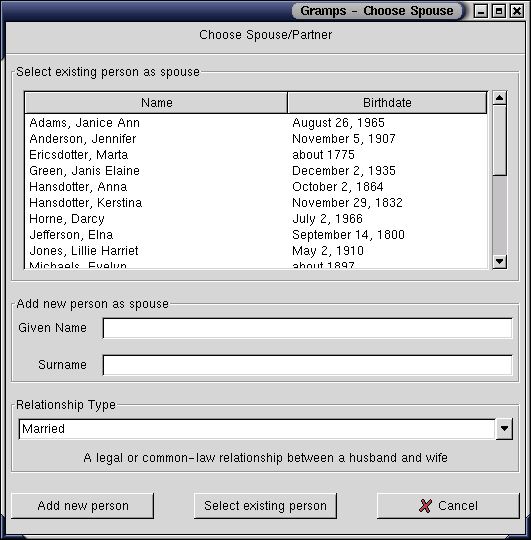 Gramps - Choose Spouse
Choose Spouse/Partner
Select existing person as spouse
Name Birthdate
Adams, Janice Ann August 26, 1965
Anderson, Jennifer November 5, 1907
Ericsdotter, Marta about 1775
Green, Janis Elaine December 2, 1935
Hansdotter, Anna October 2, 1864
Hansdotter, Kerstina November 29, 1832
Horne, Darcy July 2, 1966
Jefferson, Elna September 14, 1800
Jones, Lillie Harriet May 2, 1910
Michaels, Evelyn about 1897
Add new person as spouse
Given Name
Surname
Relationship Type
Married
A legal or common-law relationship between a husband and wife
Add new person Select existing person Cancel